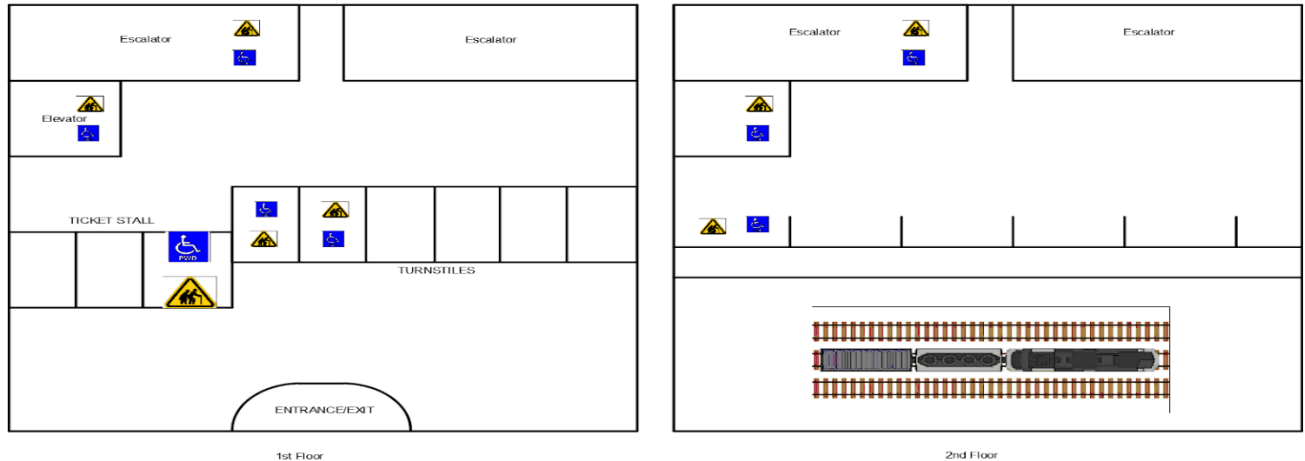 Escalator
Escalator
Elevator
TICKET STALL
PWD
TURNSTILES
ENTRANCE/EXIT
1st Floor
Escalator
Escalator
2nd Floor